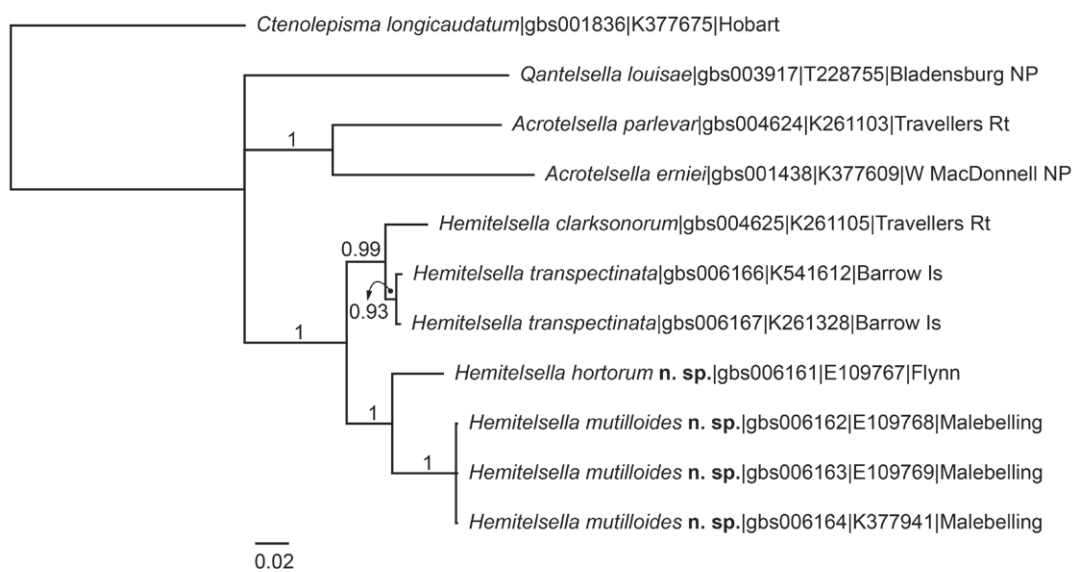 Ctenolepisma longicaudatum|gbs001836|K377675|Hobart
Qantelsella louisae|gbs003917|T228755|Bladensburg NP
Acrotelsella parlevar|gbs004624|K261103|Travellers Rt
1
Acrotelsella erniei|gbs001438|K377609|W MacDonnell NP
Hemitelsella clarksonorum|gbs004625|K261105|Travellers Rt
0.99
Hemitelsella transpectinata|gbs006166|K541612|Barrow Is
0.93
Hemitelsella transpectinata|gbs006167|K261328|Barrow Is
1
Hemitelsella hortorum n. sp.|gbs006161|E109767|Flynn
1
Hemitelsella mutilloides n. sp.|gbs006162|E109768|Malebelling
1
Hemitelsella mutilloides n. sp.|gbs006163|E109769|Malebelling
Hemitelsella mutilloides n. sp.|gbs006164|K377941|Malebelling
0.02